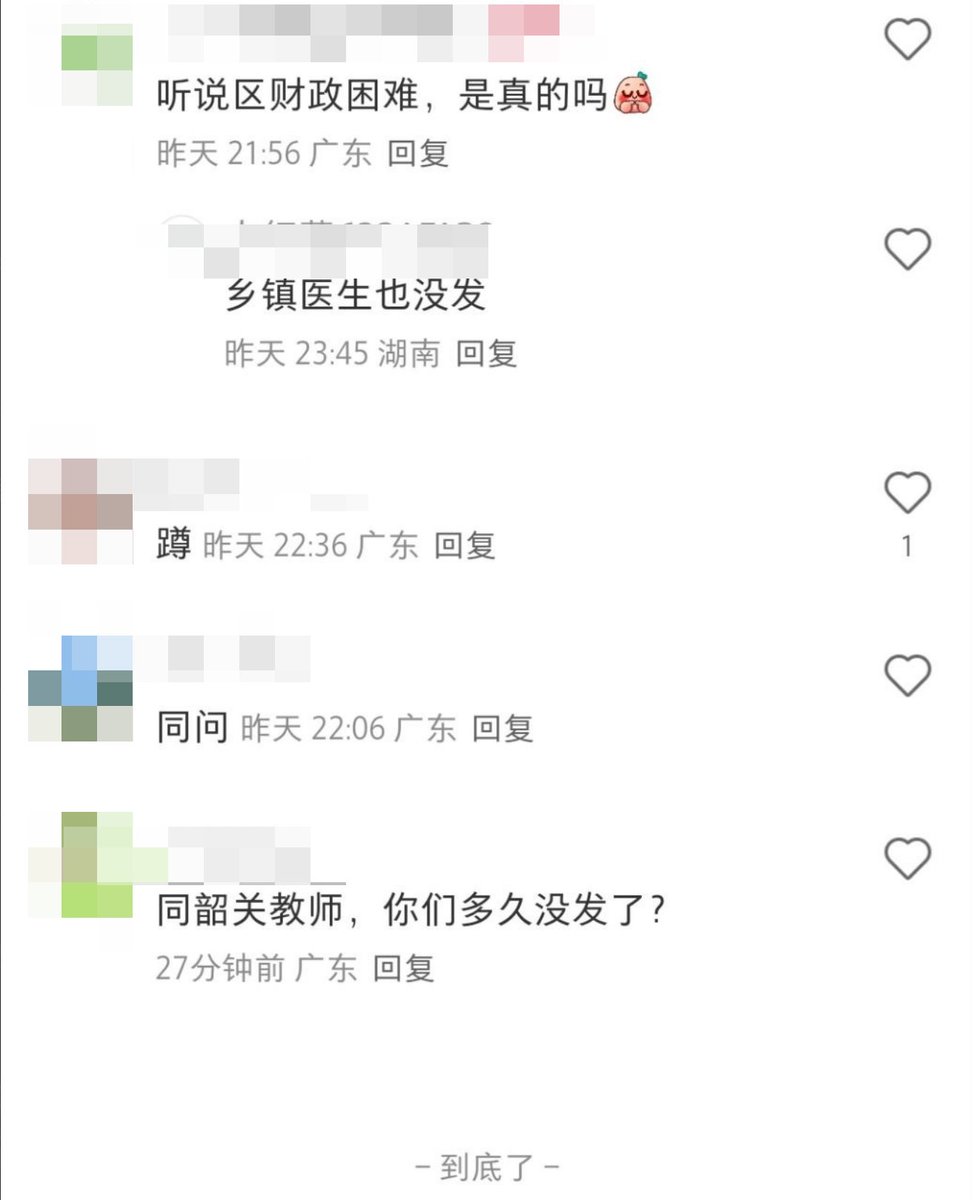 听说区财政困难，是真的吗
昨天 21:56 广东 回复
乡镇医生也没发
昨天 23:45 湖南 回复
蹲 昨天 22:36 广东 回复
1
同问 昨天 22:06 广东 回复
同韶关教师，你们多久没发了？
27分钟前 广东 回复
- 到底了 -